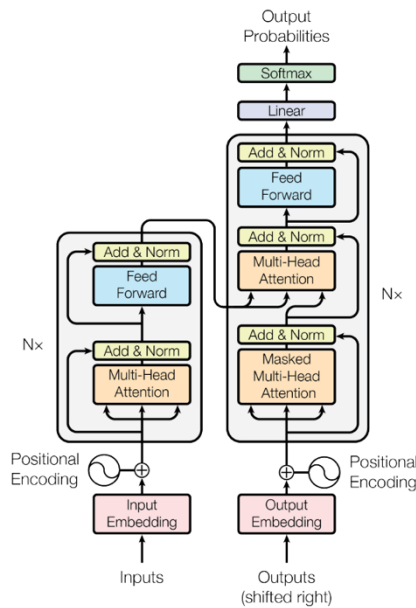 Output
Probabilities
Softmax
Linear
Add & Norm
Feed
Forward
Add & Norm
Multi-Head
Attention
Nx
Add & Norm
Masked
Multi-Head
Attention
Positional
Encoding
Output
Embedding
Outputs
(shifted right)
Add & Norm
Feed
Forward
Nx
Add & Norm
Multi-Head
Attention
Positional
Encoding
Input
Embedding
Inputs